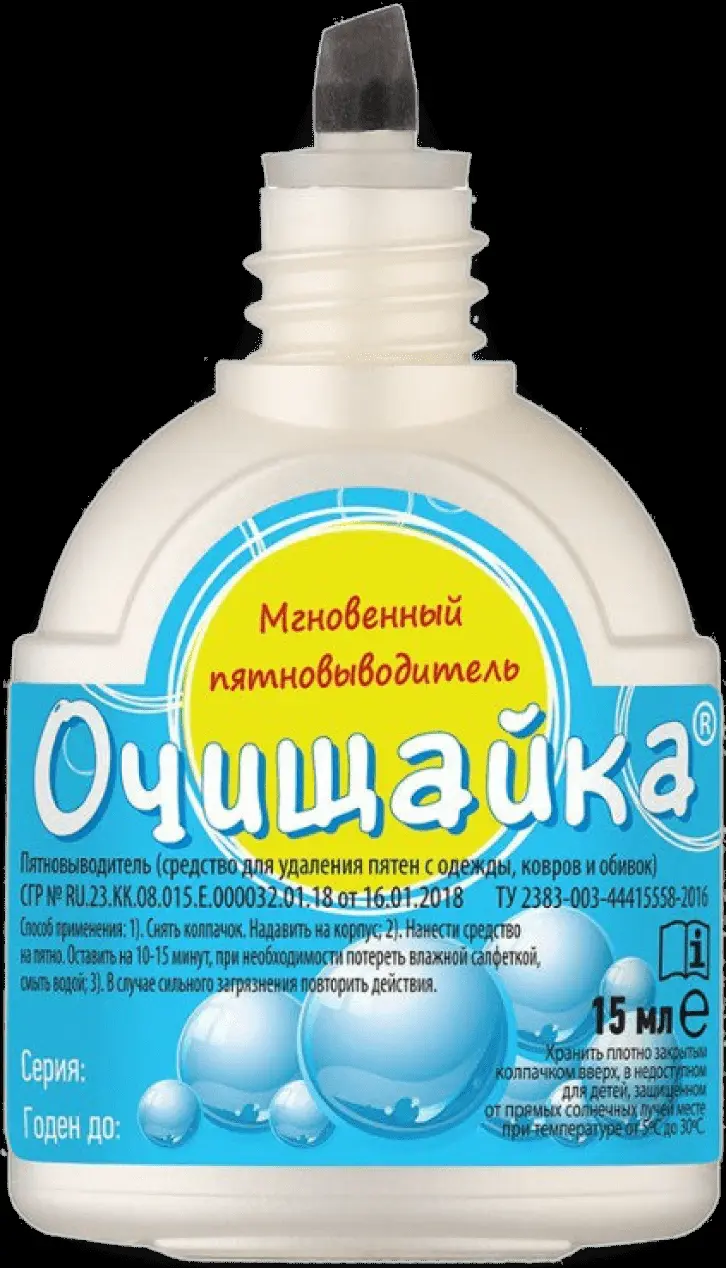 Мгновенный
пятновыводитель
Очищайка®
Пятновыводитель (средство для удаления пятен с одежды, ковров и обивок)
СГР № RU.23.КК.08.015.Е.000032.01.18 от 16.01.2018 ТУ 2383-003-44415558-2016
Способ применения: 1). Снять колпачок. Надавить на корпус; 2). Нанести средство
на пятно. Оставить на 10-15 минут, при необходимости потереть влажной салфеткой,
смыть водой; 3). В случае сильного загрязнения повторить действия.
i
15 мл е
Хранить плотно закрытым
колпачком вверх, в недоступном
для детей, защищенном
от прямых солнечных лучей месте
при температуре от 5°С до 30°С.
Серия:
Годен до: